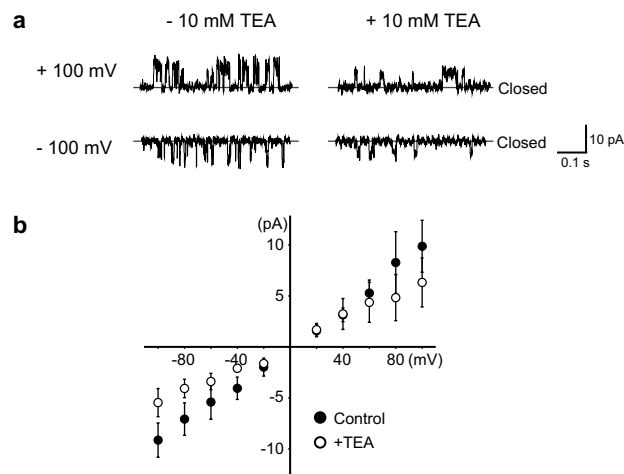 a
- 10 mM TEA + 10 mM TEA
+ 100 mV
Closed
- 100 mV
Closed
10 pA
0.1 s
b
(pA)
10
5
-80 -40 40 80 (mV)
-5
-10
Control
+TEA